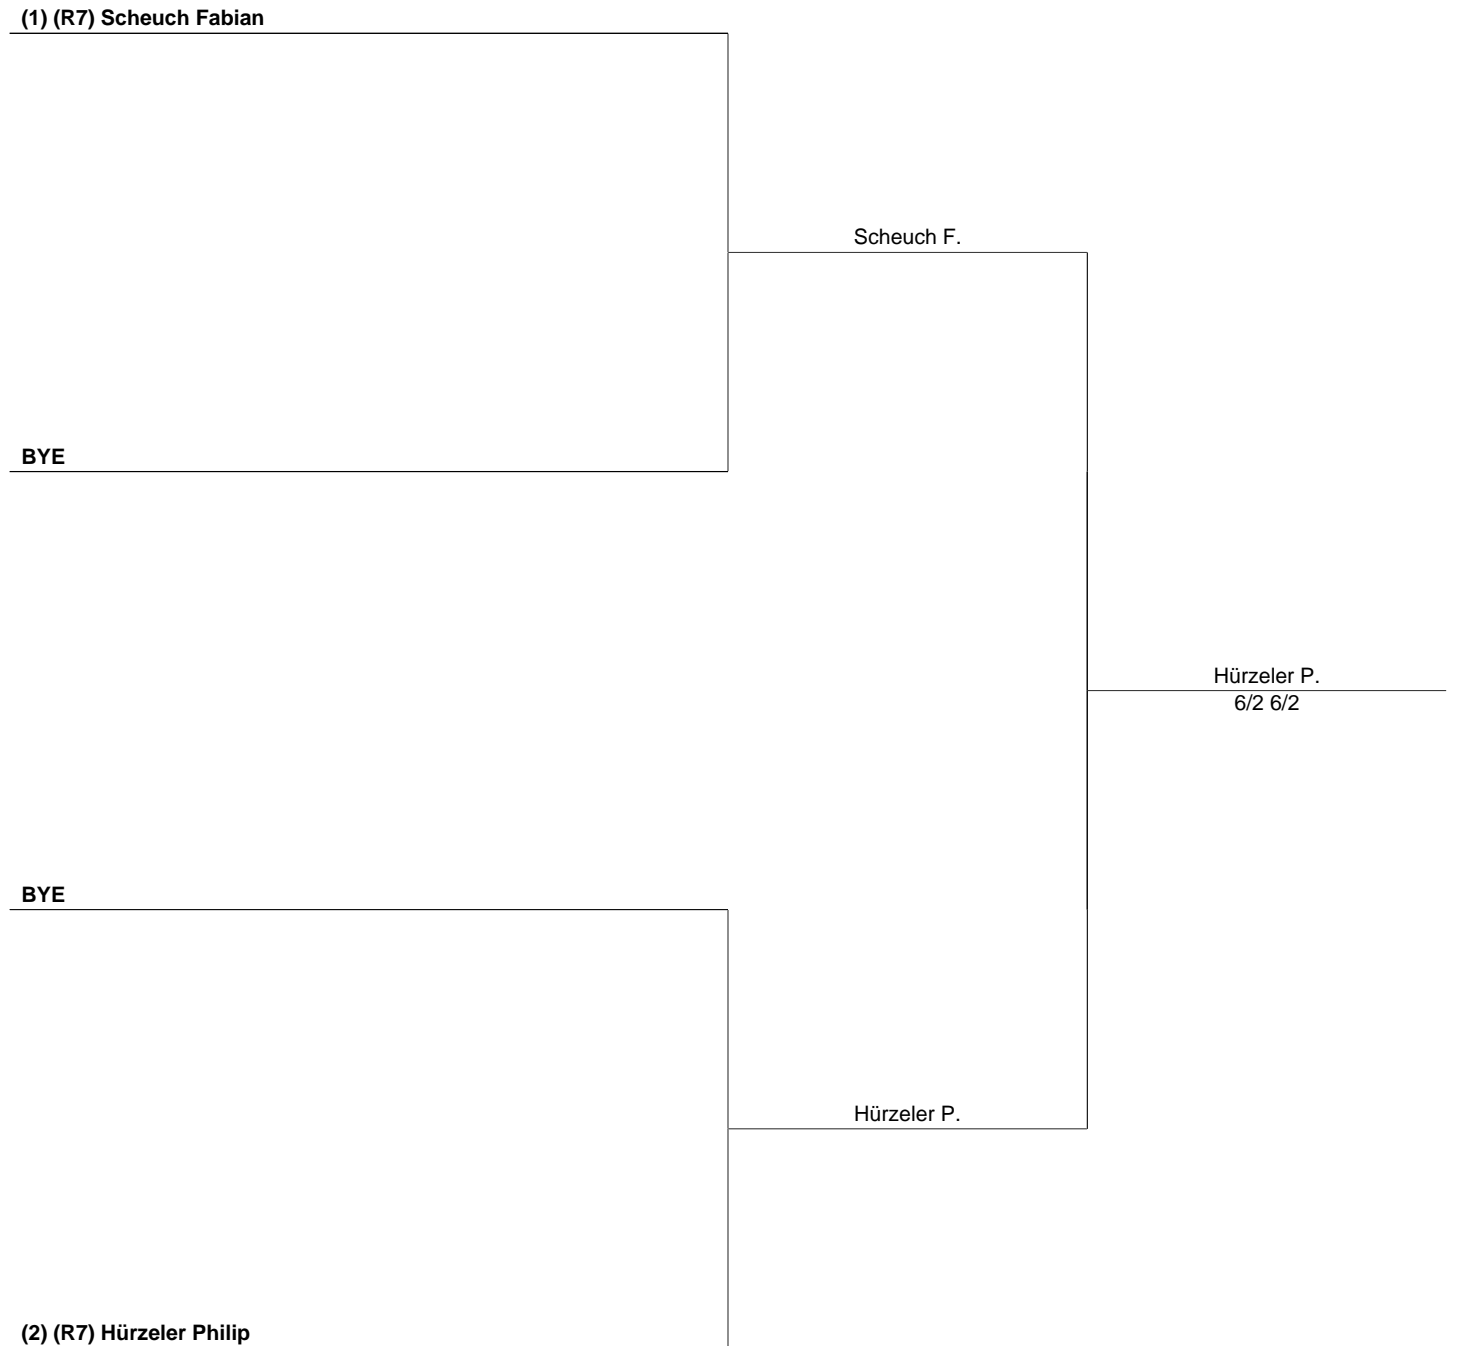 (1) (R7) Scheuch Fabian
Scheuch F.
BYE
Hürzeler P.
6/2 6/2
BYE
Hürzeler P.
(2) (R7) Hürzeler Philip